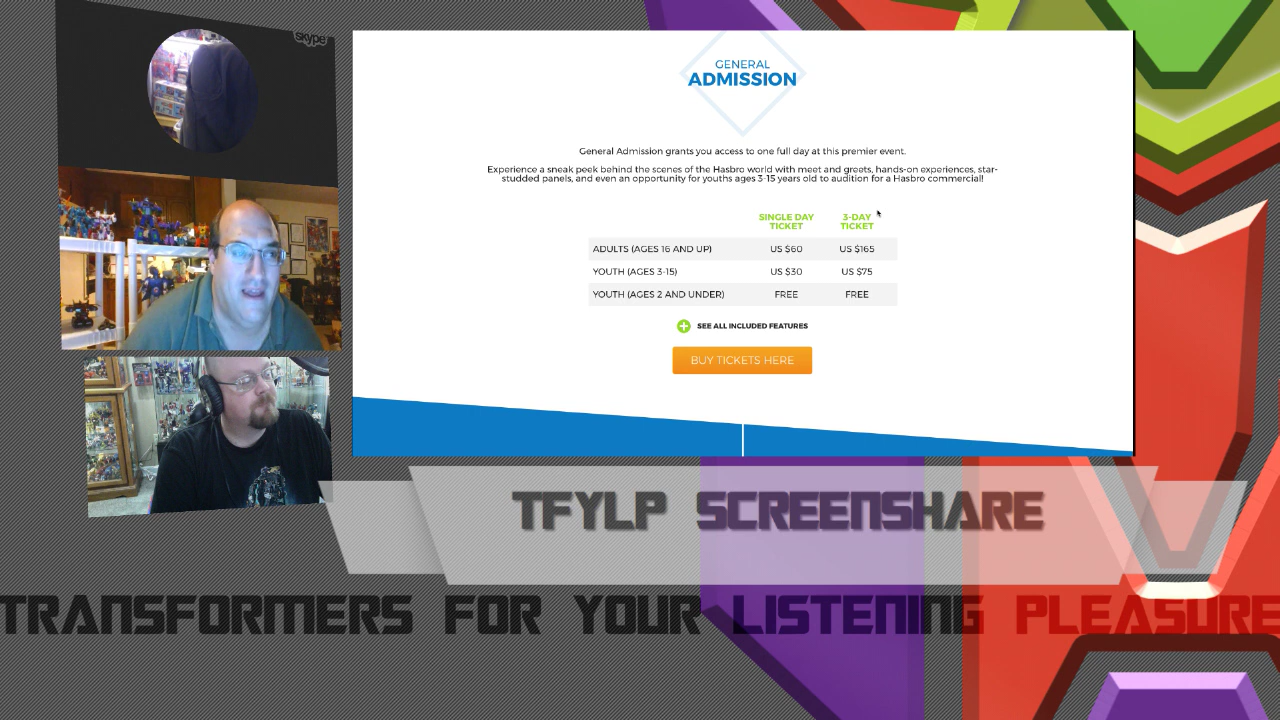 skype
GENERAL
ADMISSION
General Admission grants you access to one full day at this premier event.
Experience a sneak peek behind the scenes of the Hasbro world with meet and greets, hands-on experiences, star-
studded panels, and even an opportunity for youths ages 3-15 years old to audition for a Hasbro commercial!
SINGLE DAY TICKET 3-DAY TICKET
ADULTS (AGES 16 AND UP) US $60 US $165
YOUTH (AGES 3-15) US $30 US $75
YOUTH (AGES 2 AND UNDER) FREE FREE
SEE ALL INCLUDED FEATURES
BUY TICKETS HERE
TFYLP SCREENSHARE
TRANSFORMERS FOR YOUR LISTENING PLEASURE